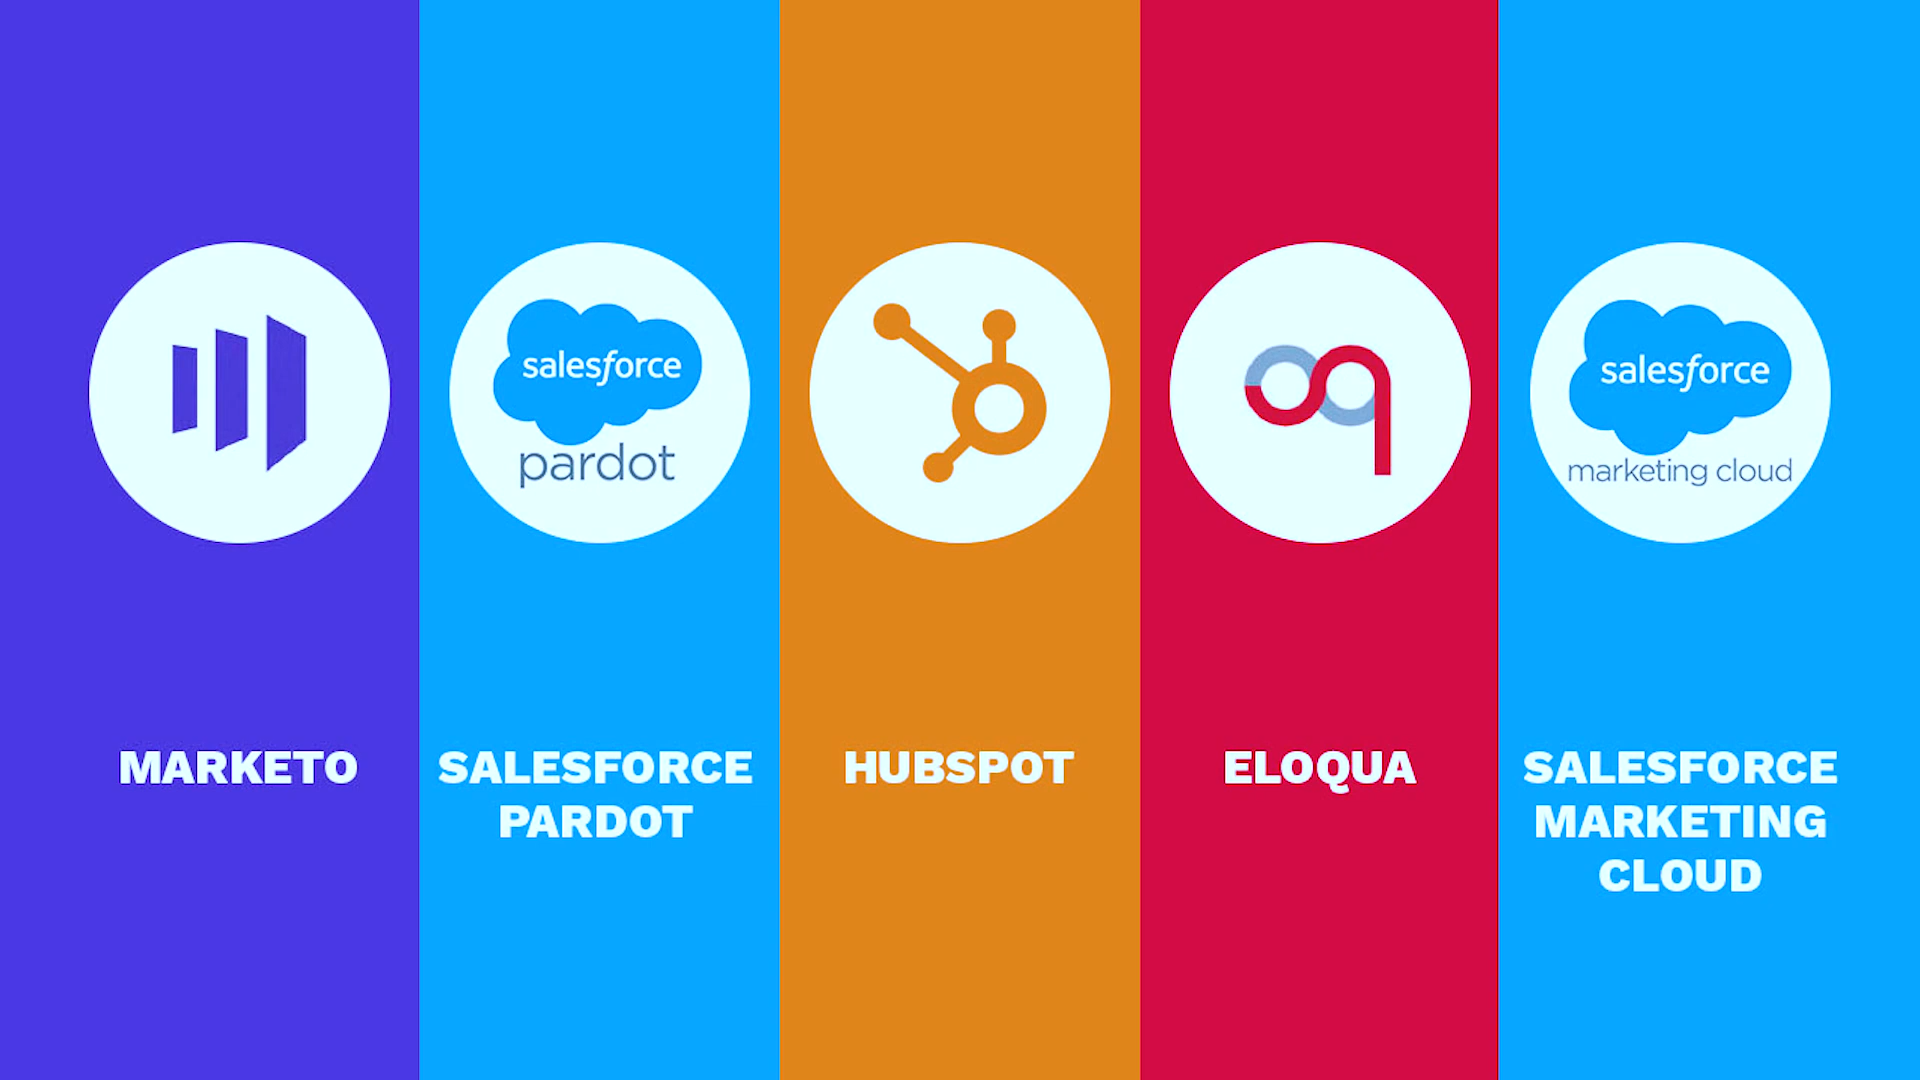 salesforce
pardot
salesforce
marketing cloud
MARKETO
SALESFORCE
PARDOT
HUBSPOT
ELOQUA
SALESFORCE
MARKETING
CLOUD